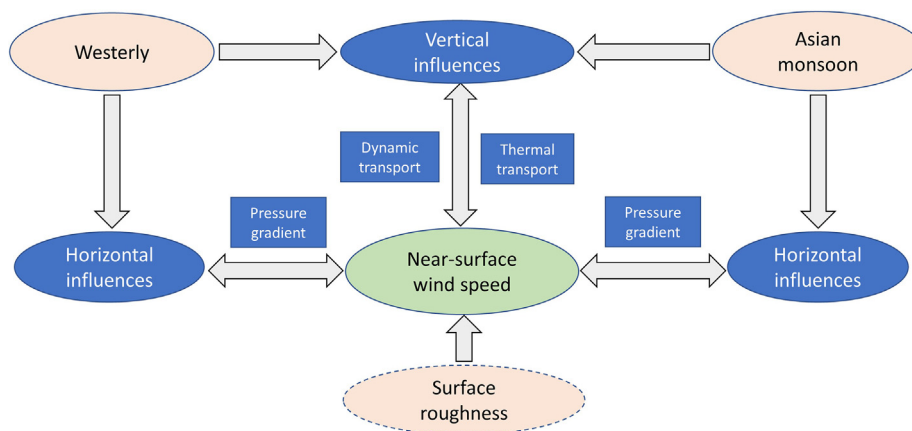 Westerly
Vertical
influences
Asian
monsoon
Dynamic
transport
Thermal
transport
Pressure
gradient
Pressure
gradient
Horizontal
influences
Near-surface
wind speed
Horizontal
influences
Surface
roughness